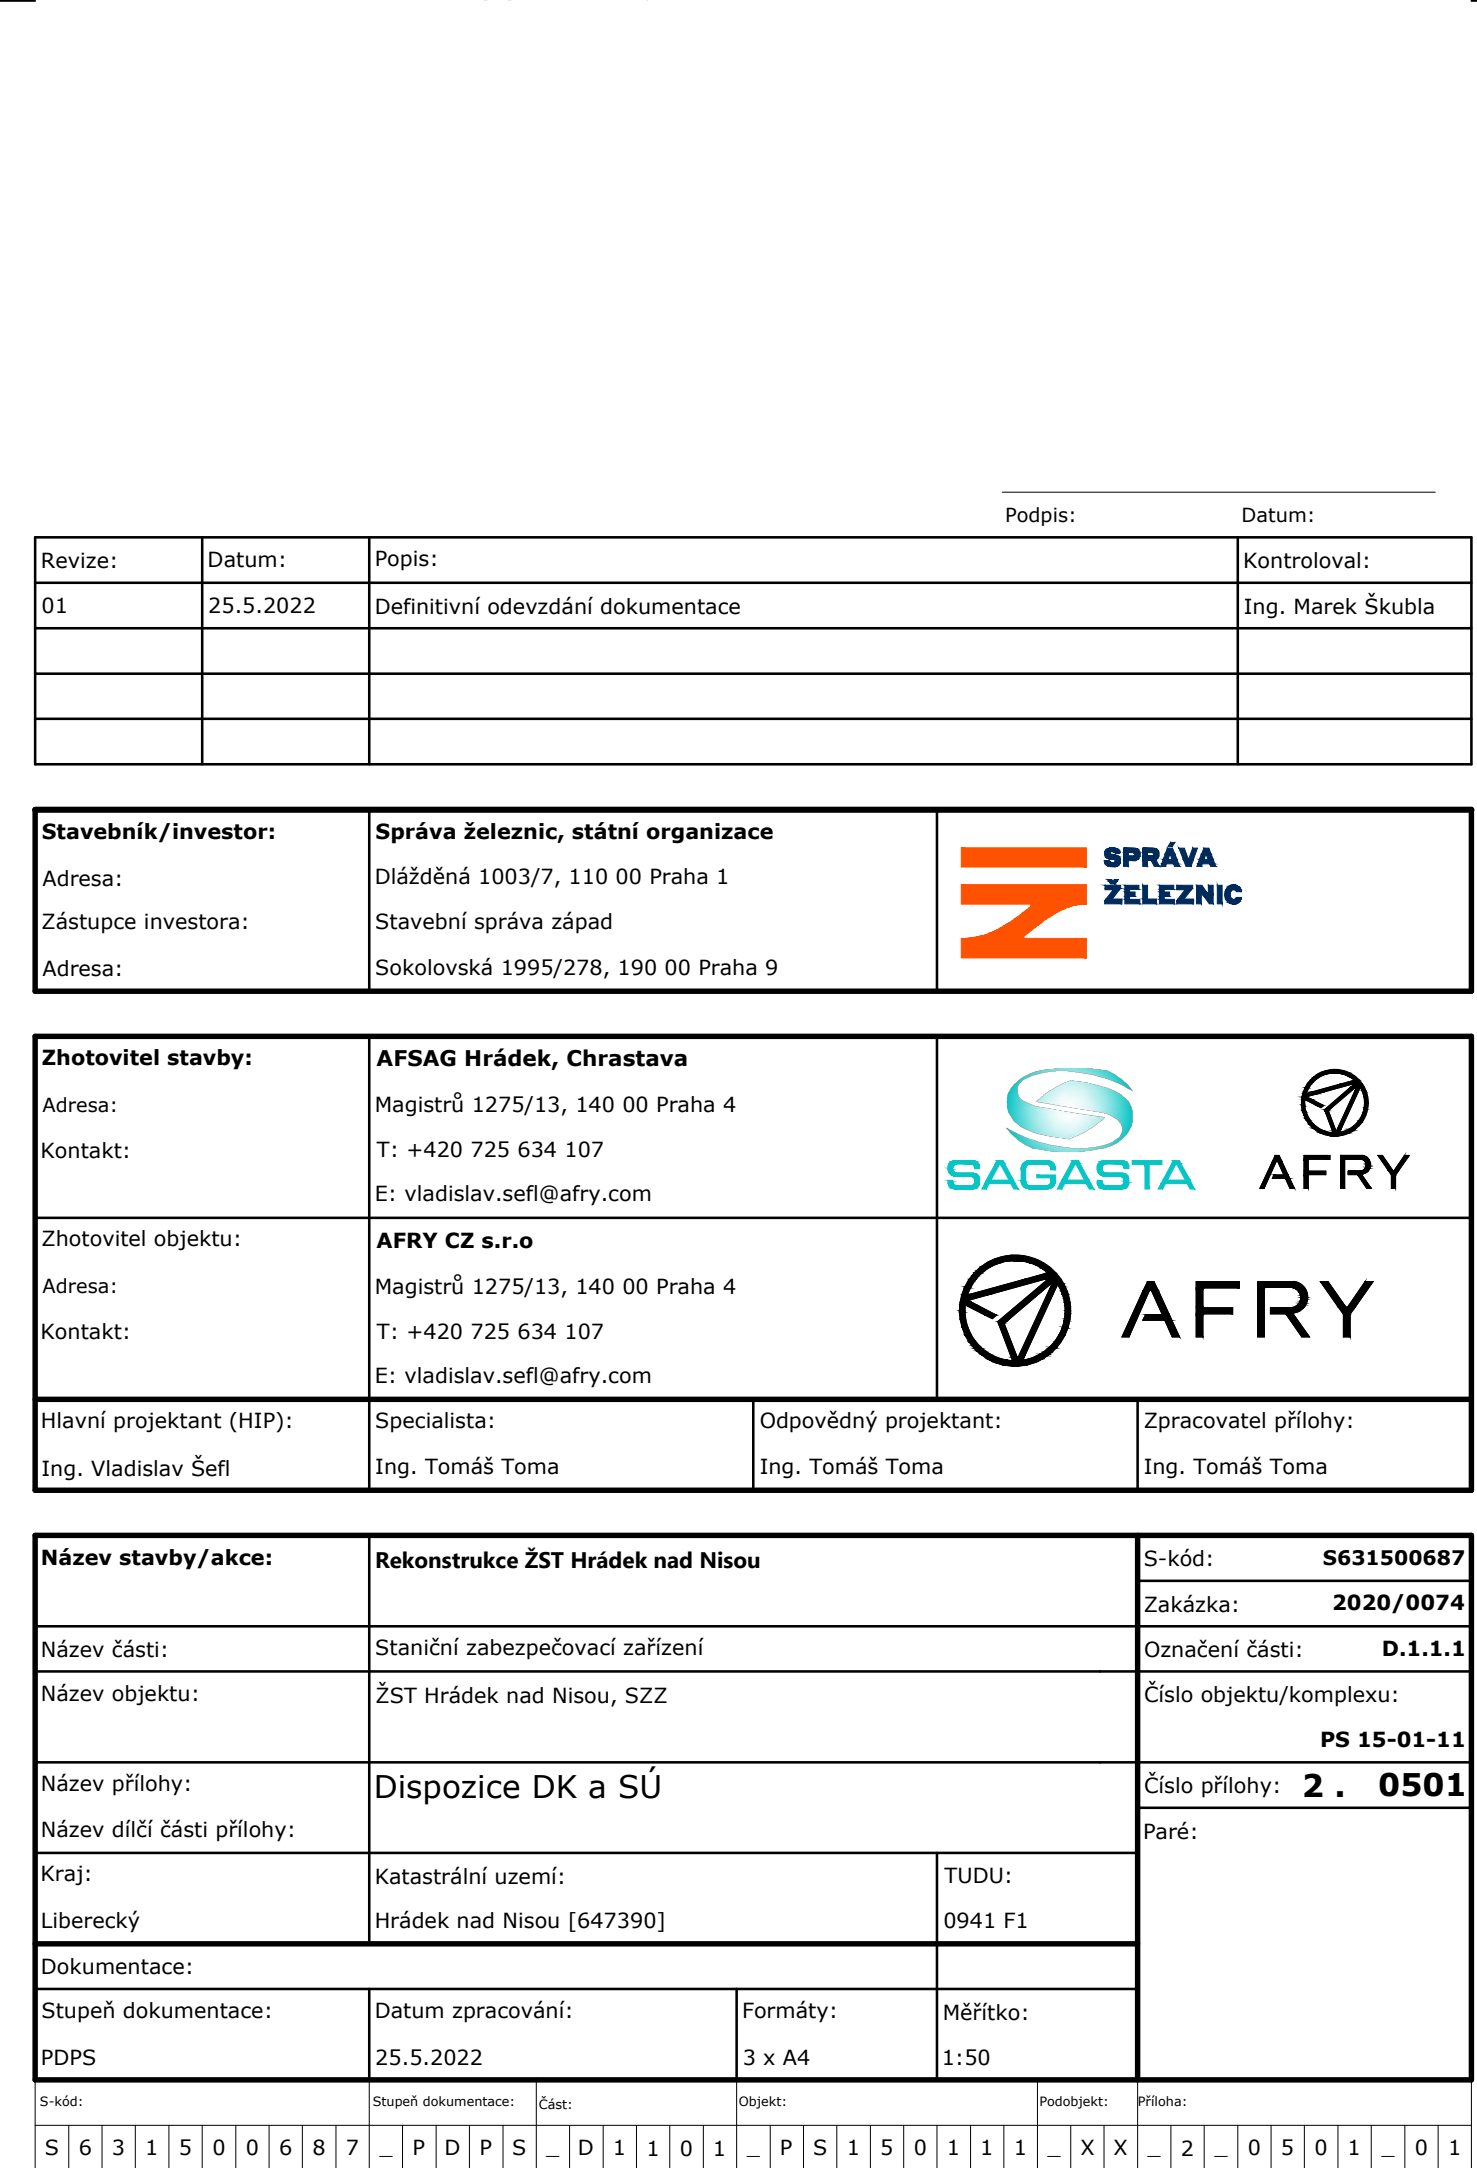 Podpis: Datum:
Revize: Datum: Popis: Kontroloval:
01 25.5.2022 Definitivní odevzdání dokumentace Ing. Marek Škubla
Stavebník/investor: Správa železnic, státní organizace
Adresa: Dlážděná 1003/7, 110 00 Praha 1
Zástupce investora: Stavební správa západ
Adresa: Sokolovská 1995/278, 190 00 Praha 9
SPRÁVA
ŽELEZNIC
Zhotovitel stavby: AFSAG Hrádek, Chrastava
Adresa: Magistrů 1275/13, 140 00 Praha 4
Kontakt: T: +420 725 634 107
E: vladislav.sefl@afry.com
SAGASTA AFRY
Zhotovitel objektu: AFRY CZ s.r.o
Adresa: Magistrů 1275/13, 140 00 Praha 4
Kontakt: T: +420 725 634 107
E: vladislav.sefl@afry.com
AFRY
Hlavní projektant (HIP): Specialista: Odpovědný projektant: Zpracovatel přílohy:
Ing. Vladislav Šefl Ing. Tomáš Toma Ing. Tomáš Toma Ing. Tomáš Toma
Název stavby/akce: Rekonstrukce ŽST Hrádek nad Nisou S-kód: S631500687
Zakázka: 2020/0074
Název části: Staniční zabezpečovací zařízení Označení části: D.1.1.1
Název objektu: ŽST Hrádek nad Nisou, SZZ Číslo objektu/komplexu:
PS 15-01-11
Název přílohy: Dispozice DK a SÚ Číslo přílohy: 2 . 0501
Název dílčí části přílohy: Paré:
Kraj: Katastrální uzemí: TUDU:
Liberecký Hrádek nad Nisou [647390] 0941 F1
Dokumentace:
Stupeň dokumentace: Datum zpracování: Formáty: Měřítko:
PDPS 25.5.2022 3 x A4 1:50
S-kód: Stupeň dokumentace: Část: Objekt: Podobjekt: Příloha:
S 6 3 1 5 0 0 6 8 7 _ P D P S _ D 1 1 0 1 _ P S 1 5 0 1 1 1 _ X X _ 2 _ 0 5 0 1 _ 0 1